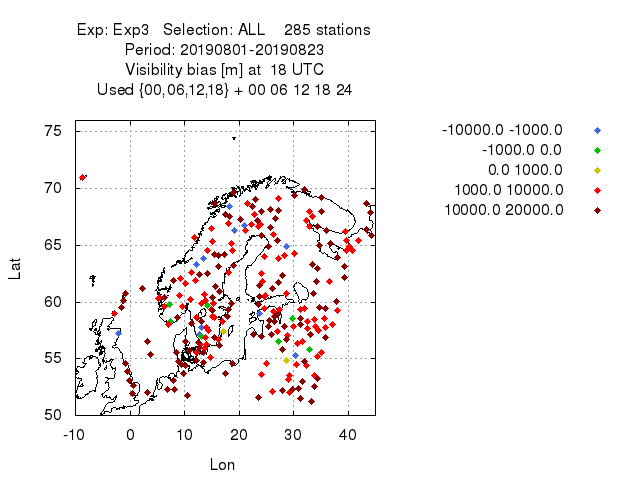 Exp: Exp3 Selection: ALL 285 stations
Period: 20190801-20190823
Visibility bias [m] at 18 UTC
Used {00,06,12,18} + 00 06 12 18 24
-10000.0 -1000.0
-1000.0 0.0
0.0 1000.0
1000.0 10000.0
10000.0 20000.0
75
70
65
60
55
50
Lat
-10 0 10 20 30 40
Lon